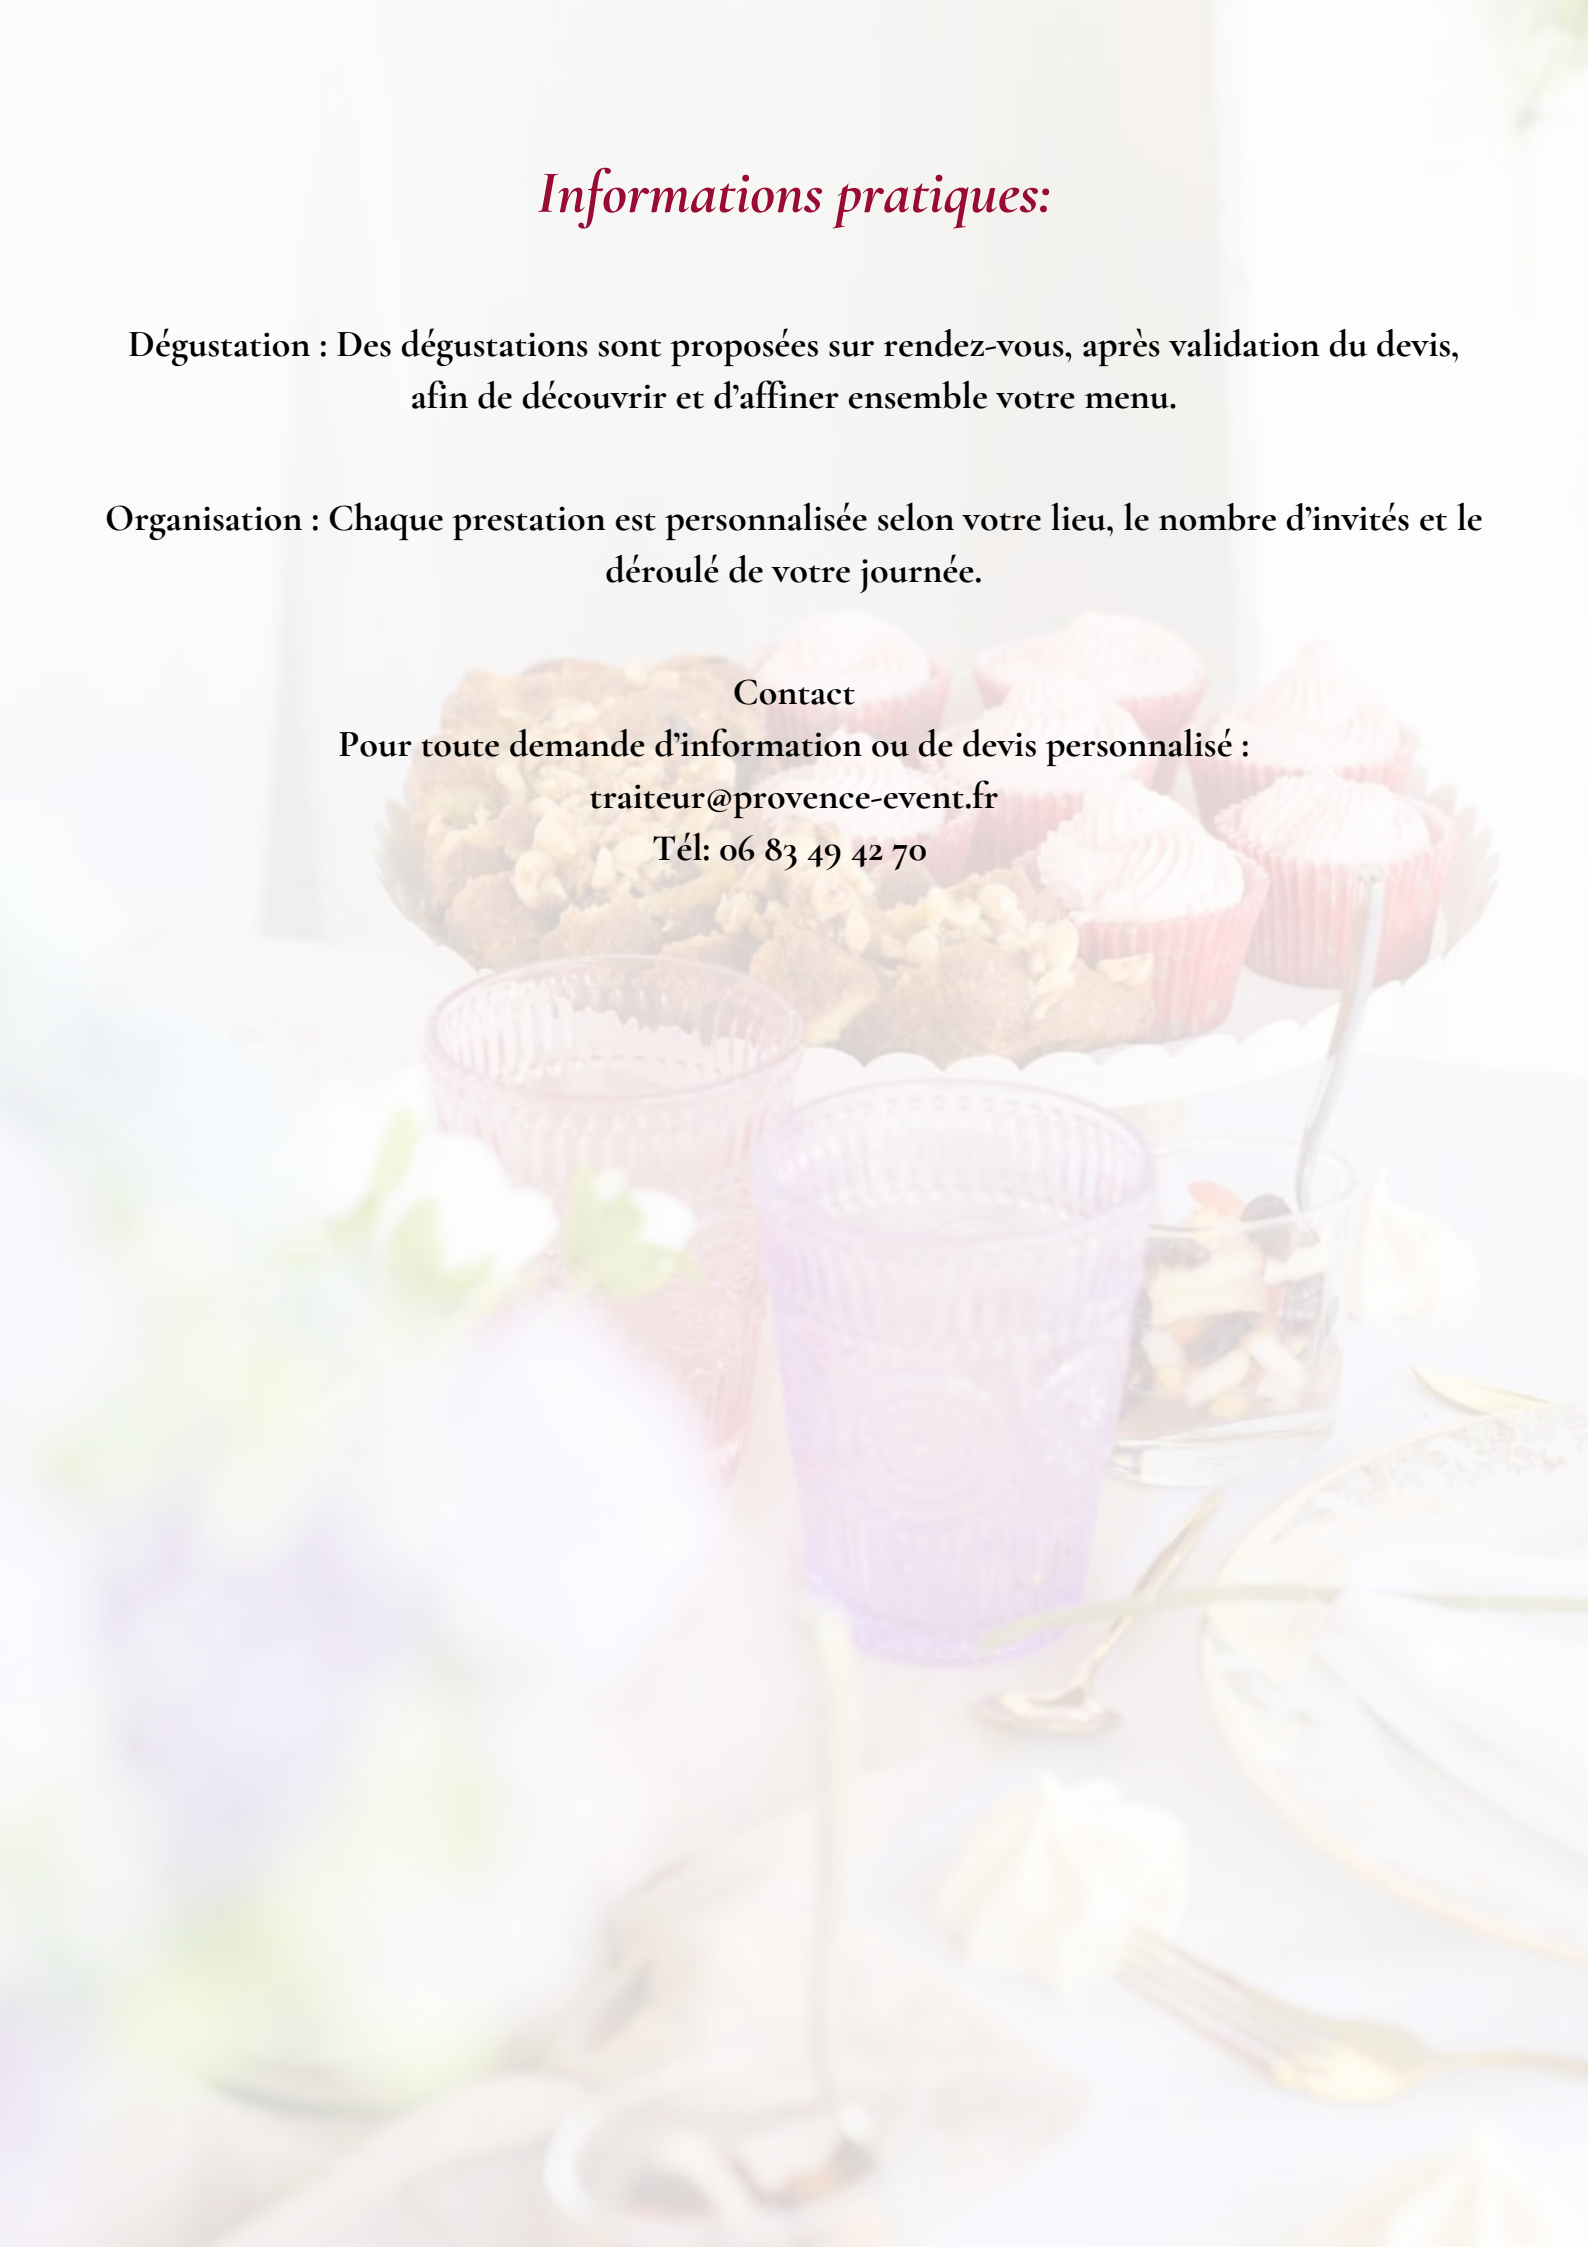 Informations pratiques:
Dégustation : Des dégustations sont proposées sur rendez-vous, après validation du devis,
afin de découvrir et d’affiner ensemble votre menu.
Organisation : Chaque prestation est personnalisée selon votre lieu, le nombre d’invités et le
déroulé de votre journée.
Contact
Pour toute demande d’information ou de devis personnalisé :
traiteur@provence-event.fr
Tél: 06 83 49 42 70